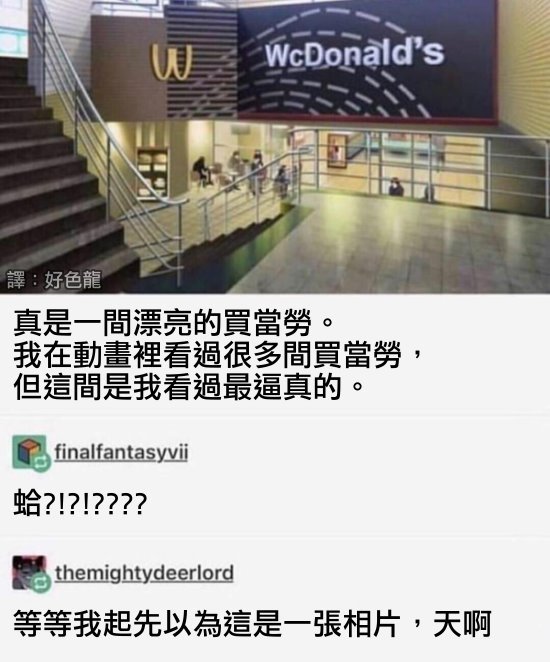 W
WcDonald's
譯：好色龍
真是一間漂亮的買當勞。
我在動畫裡看過很多間買當勞，
但這間是我看過最逼真的。
finalfantasyvii
蛤?!?!????
themightydeerlord
等等我起先以為這是一張相片，天啊